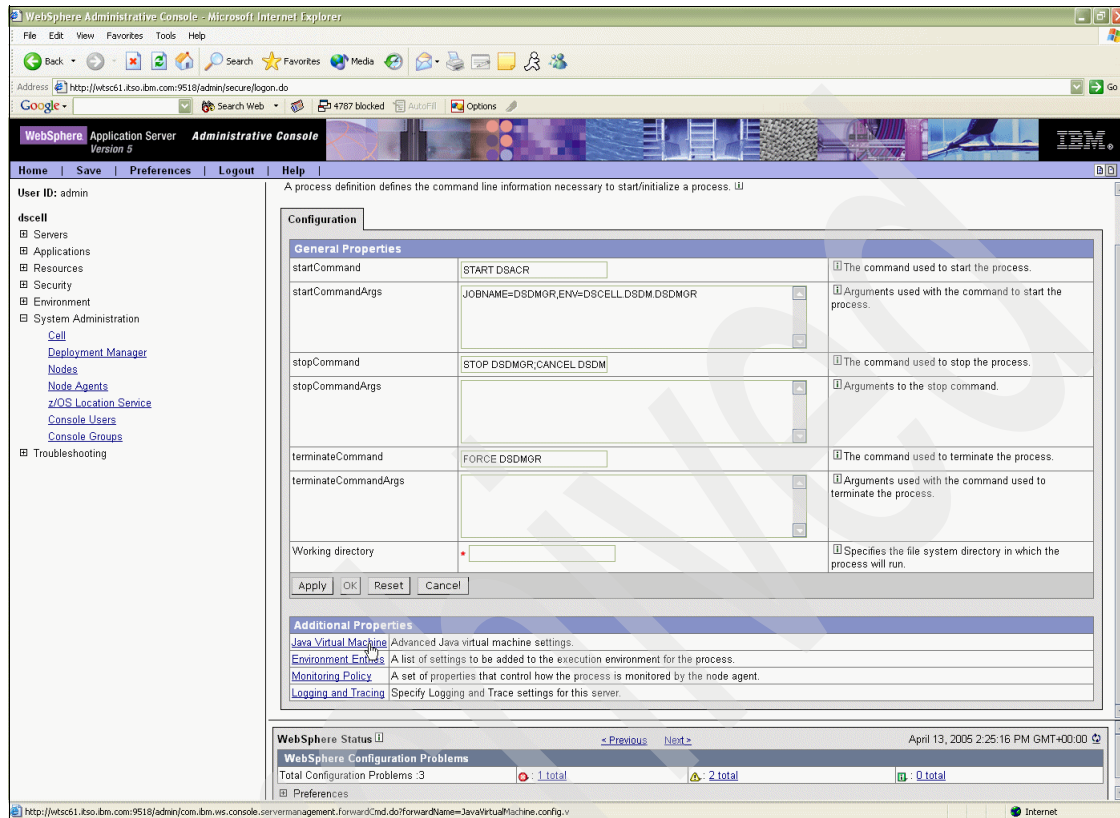 WebSphere Administrative Console - Microsoft Internet Explorer
File Edit View Favorites Tools Help
Back Search Favorites Media
Address http://wtsc61.itso.ibm.com:9518/admin/secure/logon.do Go
Google Search Web 4787 blocked AutoFill Options
WebSphere Application Server Administrative Console
Version 5
IBM
Home | Save | Preferences | Logout | Help |
User ID: admin
dscell
Servers
Applications
Resources
Security
Environment
System Administration
Cell
Deployment Manager
Nodes
Node Agents
z/OS Location Service
Console Users
Console Groups
Troubleshooting
A process definition defines the command line information necessary to start/initialize a process.
Configuration
General Properties
startCommand START DSACR The command used to start the process.
startCommandArgs JOBNAME=DSDMGR,ENV=DSCELL.DSDM.DSDMGR Arguments used with the command to start the
process.
stopCommand STOP DSDMGR;CANCEL DSDM The command used to stop the process.
stopCommandArgs Arguments to the stop command.
terminateCommand FORCE DSDMGR The command used to terminate the process.
terminateCommandArgs Arguments used with the command used to
terminate the process.
Working directory * Specifies the file system directory in which the
process will run.
Apply OK Reset Cancel
Additional Properties
Java Virtual Machine Advanced Java virtual machine settings.
Environment Entries A list of settings to be added to the execution environment for the process.
Monitoring Policy A set of properties that control how the process is monitored by the node agent.
Logging and Tracing Specify Logging and Trace settings for this server.
WebSphere Status < Previous Next > April 13, 2005 2:25:16 PM GMT+00:00
WebSphere Configuration Problems
Total Configuration Problems :3 : 1 total : 2 total : 0 total
Preferences
http://wtsc61.itso.ibm.com:9518/admin/com.ibm.ws.console.servermanagement.forwardCmd.do?forwardName=JavaVirtualMachine.config.v Internet